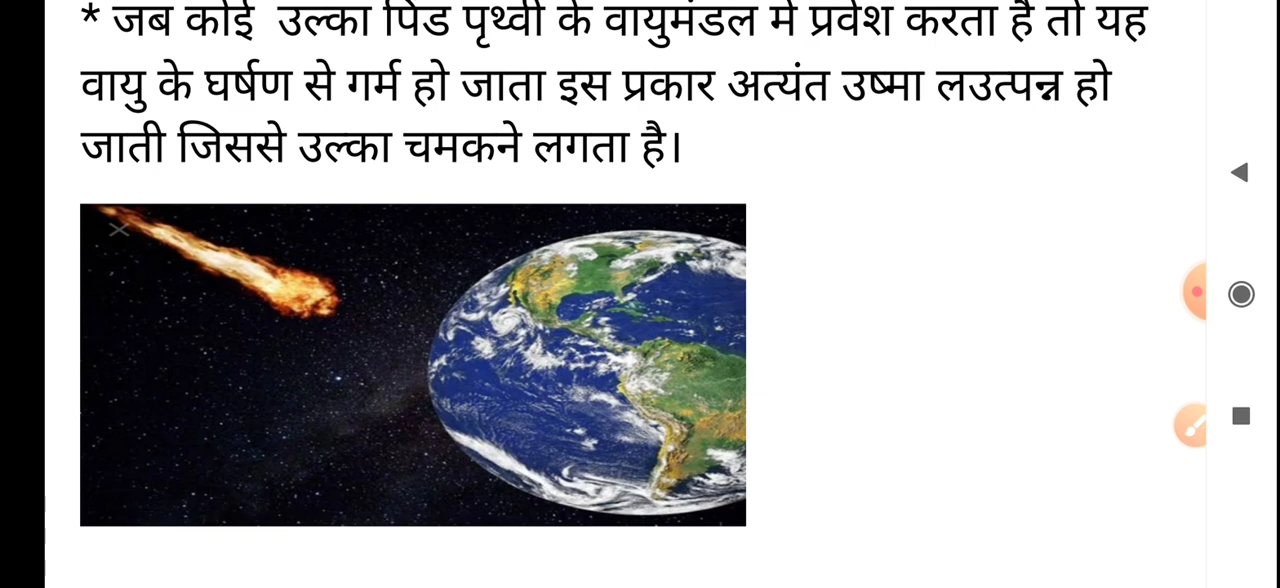 * जब कोई उल्का पिंड पृथ्वी के वायुमंडल में प्रवेश करता है तो यह
वायु के घर्षण से गर्म हो जाता इस प्रकार अत्यंत उष्मा लउत्पन्न हो
जाती जिससे उल्का चमकने लगता है।